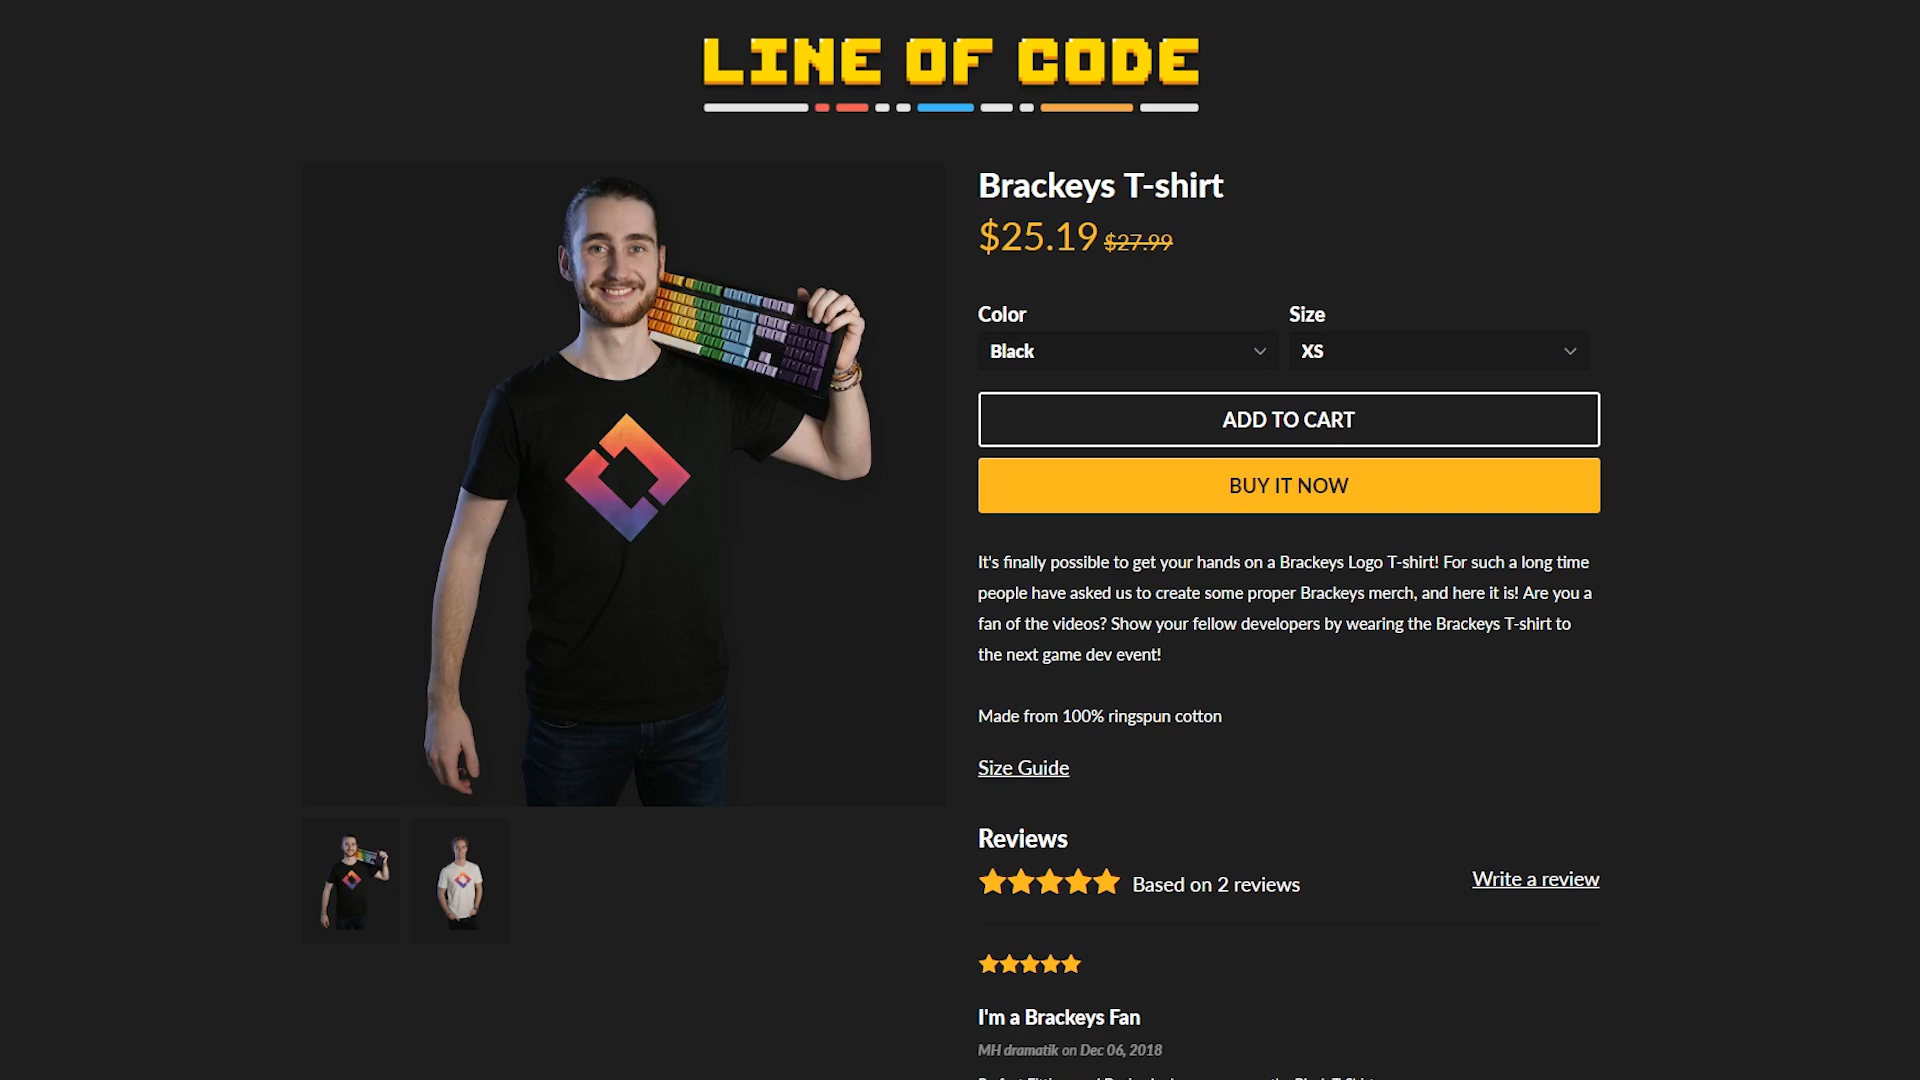 LINE OF CODE
Brackeys T-shirt
$25.19 $27.99
Color
Size
Black
XS
ADD TO CART
BUY IT NOW
It's finally possible to get your hands on a Brackeys Logo T-shirt! For such a long time
people have asked us to create some proper Brackeys merch, and here it is! Are you a
fan of the videos? Show your fellow developers by wearing the Brackeys T-shirt to
the next game dev event!
Made from 100% ringspun cotton
Size Guide
Reviews
Based on 2 reviews
Write a review
I'm a Brackeys Fan
MH dramatik on Dec 06, 2018